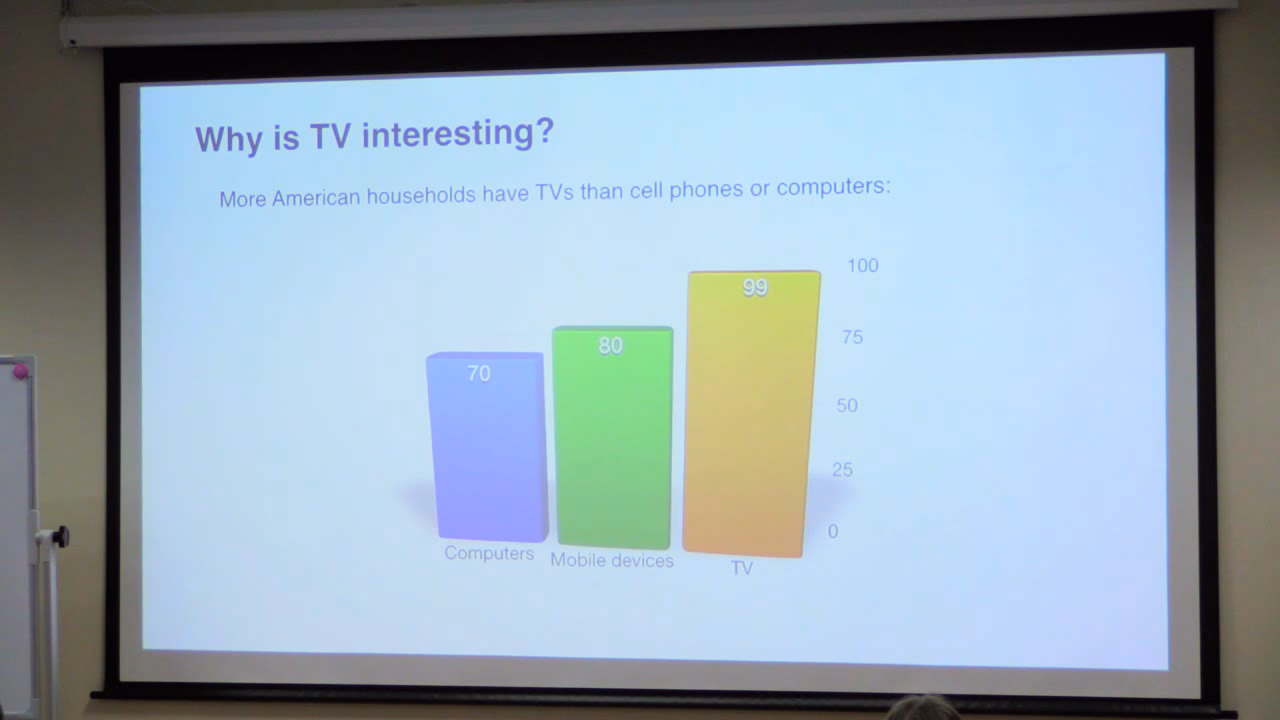 Why is TV interesting?
More American households have TVs than cell phones or computers:
100
99
75
80
70
50
25
0
Computers
Mobile devices
TV